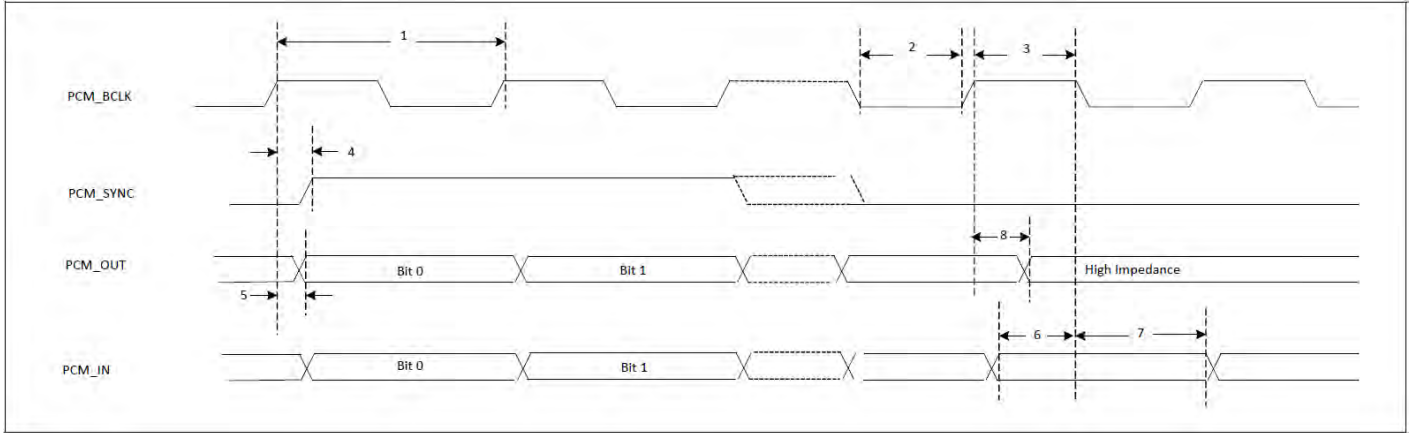 1
2
3
PCM_BCLK
4
PCM_SYNC
8
PCM_OUT
Bit 0
Bit 1
High Impedance
5
6
7
PCM_IN
Bit 0
Bit 1